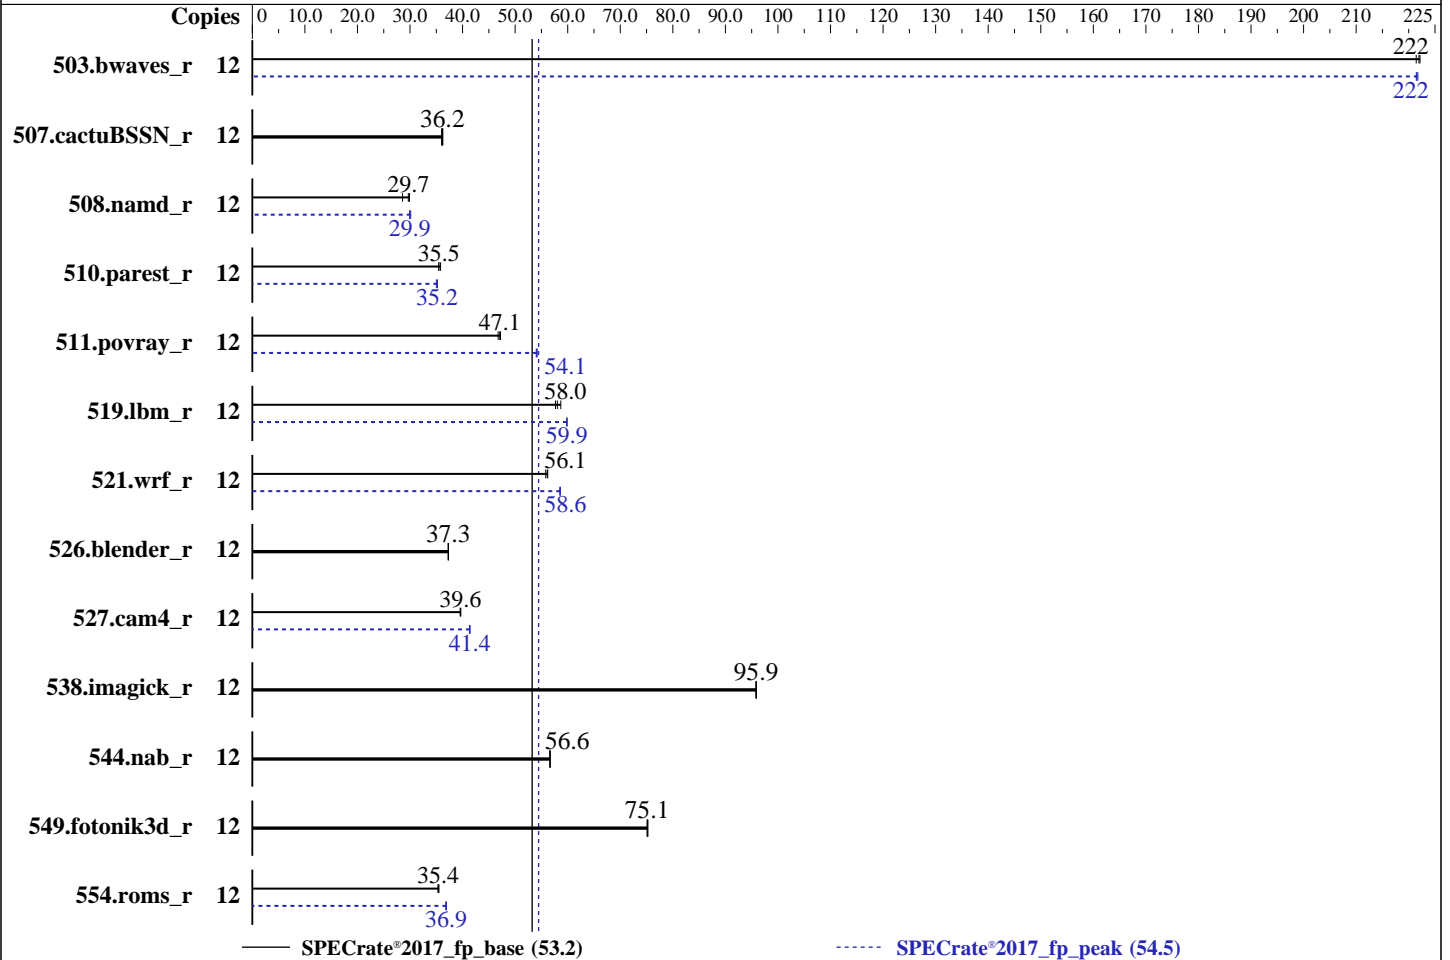 Copies 0 10.0 20.0 30.0 40.0 50.0 60.0 70.0 80.0 90.0 100 110 120 130 140 150 160 170 180 190 200 210 225
503.bwaves_r 12 222
222
507.cactuBSSN_r 12 36.2
508.namd_r 12 29.7
29.9
510.parest_r 12 35.5
35.2
511.povray_r 12 47.1
54.1
519.lbm_r 12 58.0
59.9
521.wrf_r 12 56.1
58.6
526.blender_r 12 37.3
527.cam4_r 12 39.6
41.4
538.imagick_r 12 95.9
544.nab_r 12 56.6
549.fotonik3d_r 12 75.1
554.roms_r 12 35.4
36.9
SPECrate®2017_fp_base (53.2) SPECrate®2017_fp_peak (54.5)